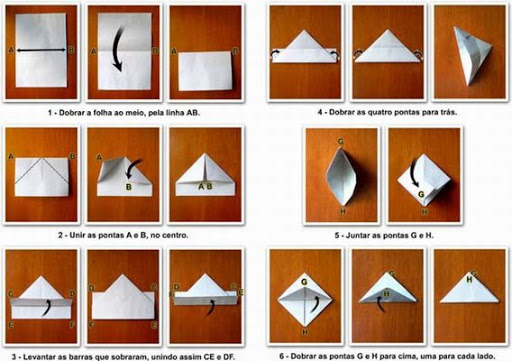 A B
A B
A B
1 - Dobrar a folha ao meio, pela linha AB.
A B
A
B
A B
2 - Unir as pontas A e B, no centro.
C D
E F
D C
F E
3 - Levantar as barras que sobraram, unindo assim CE e DF.
4 - Dobrar as quatro pontas para trás.
G
H
G
H
5 - Juntar as pontas G e H.
G
H
G
H
G
H
6 - Dobrar as pontas G e H para cima, uma para cada lado.